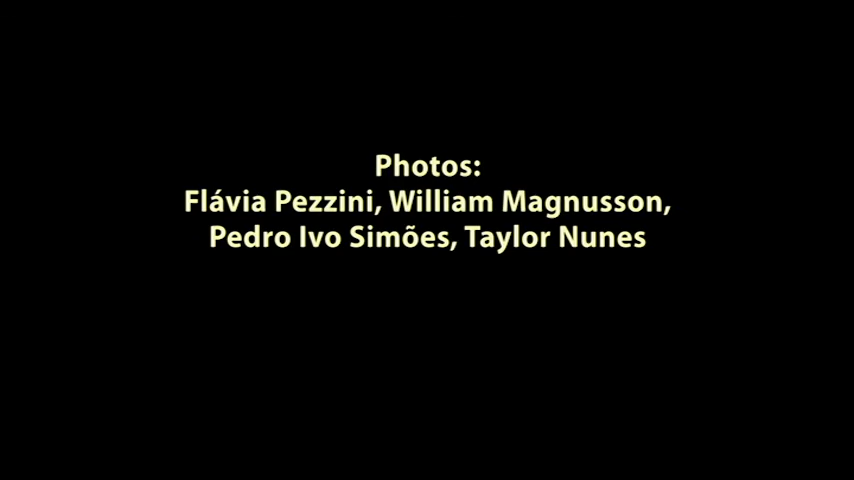 Photos:
Flávia Pezzini, William Magnusson,
Pedro Ivo Simões, Taylor Nunes